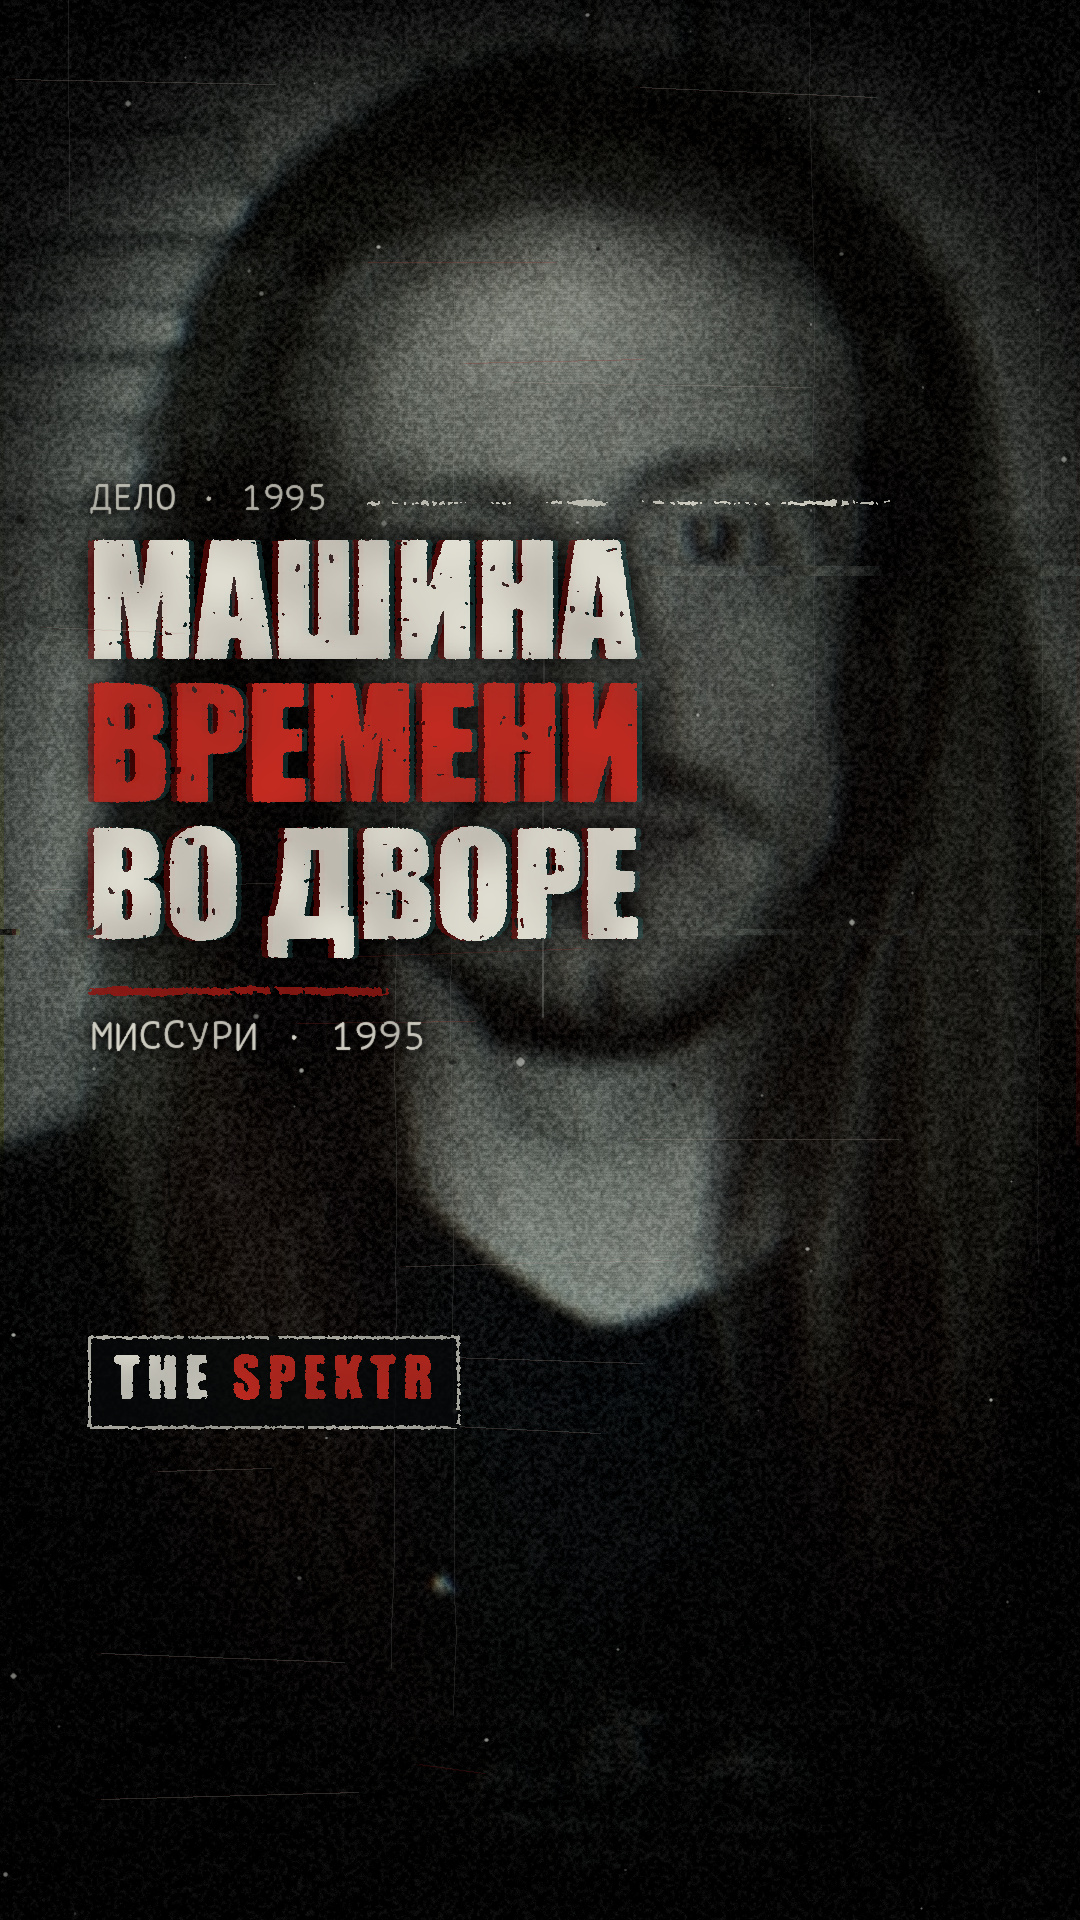 ДЕЛО · 1995
МАШИНА
ВРЕМЕНИ
ВО ДВОРЕ
МИССУРИ · 1995
THE SPEKTR